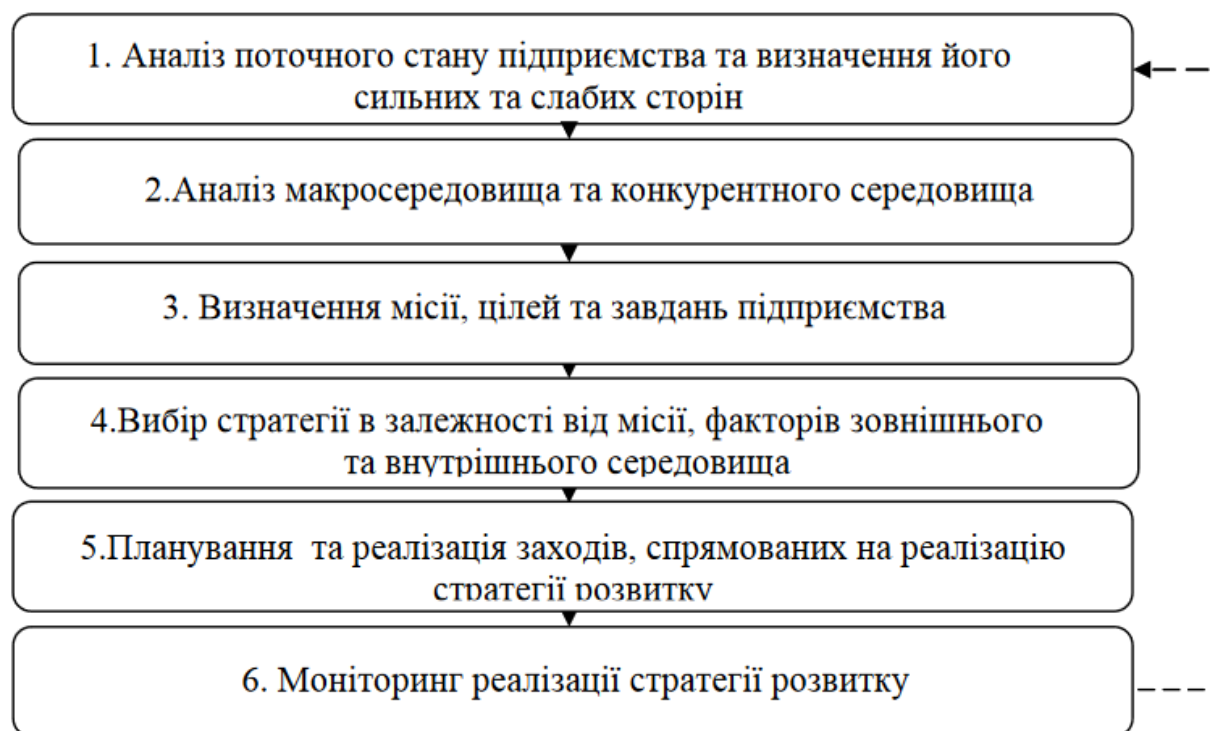 1. Аналіз поточного стану підприємства та визначення його
сильних та слабих сторін
2.Аналіз макросередовища та конкурентного середовища
3. Визначення місії, цілей та завдань підприємства
4.Вибір стратегії в залежності від місії, факторів зовнішнього
та внутрішнього середовища
5.Планування та реалізація заходів, спрямованих на реалізацію
стратегії розвитку
6. Моніторинг реалізації стратегії розвитку